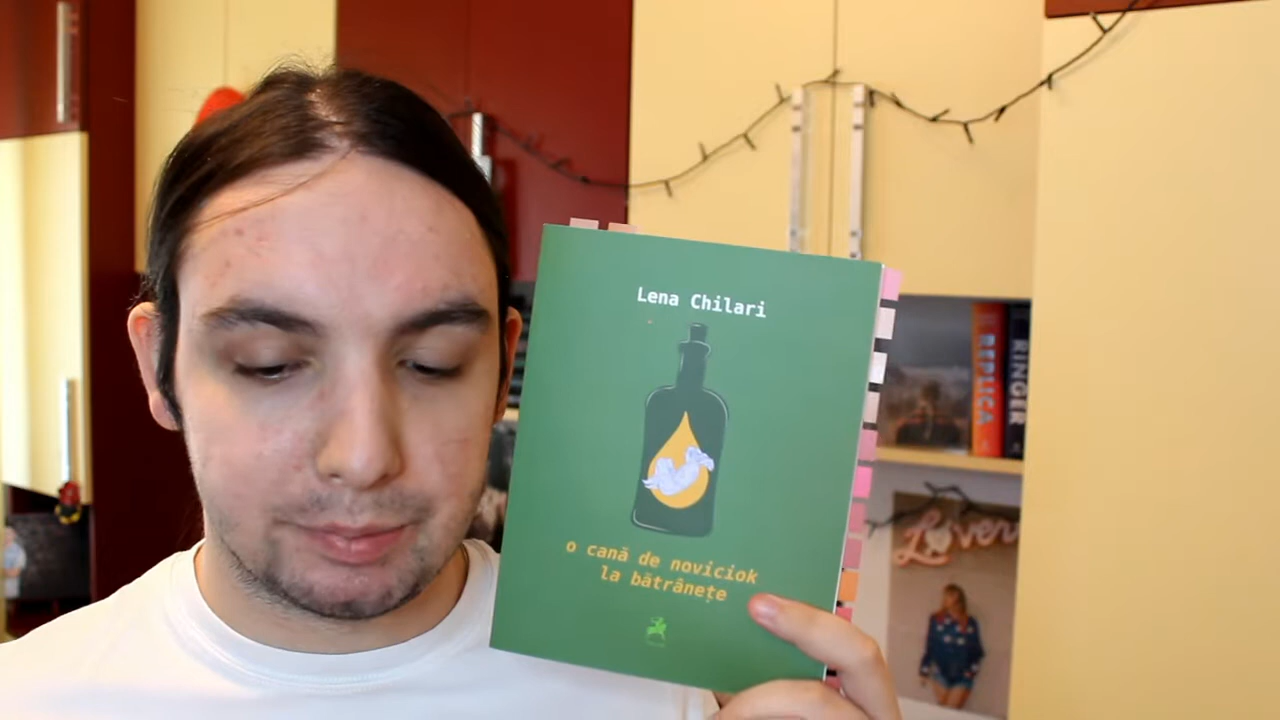 Lena Chilari
o cană de noviciok
la bătrânețe
REPLICA
RINGER
Lover